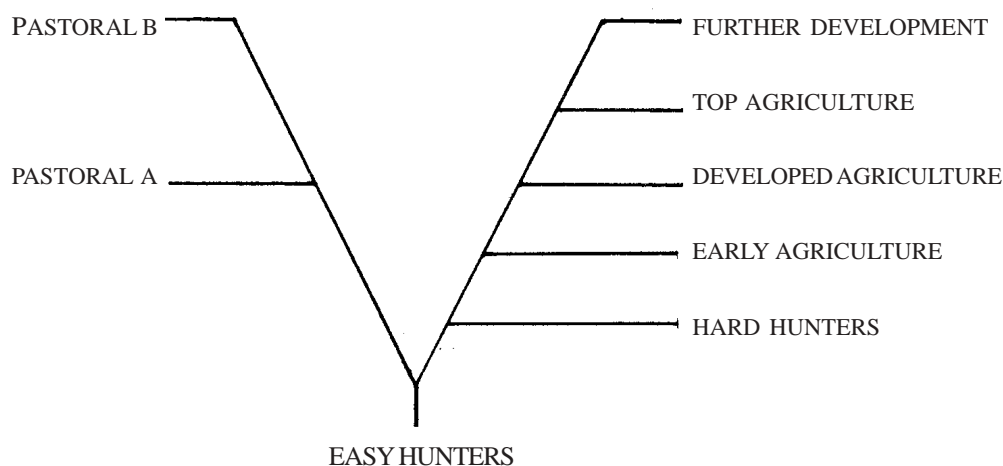 PASTORAL B
FURTHER DEVELOPMENT
TOP AGRICULTURE
PASTORAL A
DEVELOPED AGRICULTURE
EARLY AGRICULTURE
HARD HUNTERS
EASY HUNTERS